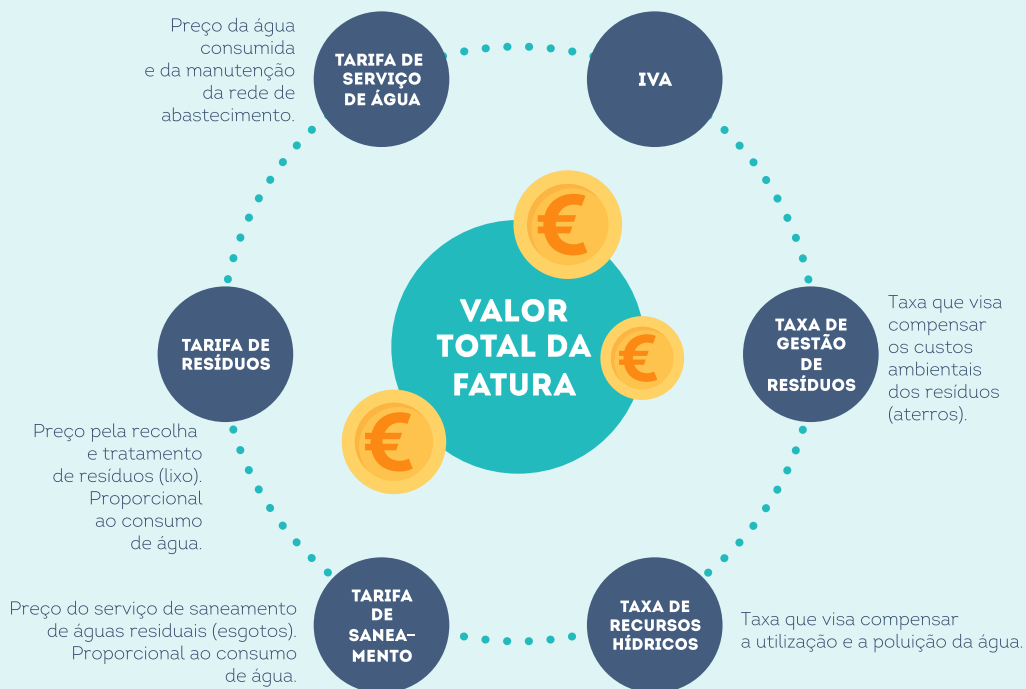 Preço da água
consumida
e da manutenção
da rede de
abastecimento.
TARIFA DE
SERVIÇO
DE ÁGUA
IVA
VALOR
TOTAL DA
FATURA
€
€
€
TARIFA DE
RESÍDUOS
Preço pela recolha
e tratamento
de resíduos (lixo).
Proporcional
ao consumo
de água.
TAXA DE
GESTÃO
DE
RESÍDUOS
Taxa que visa
compensar
os custos
ambientais
dos resíduos
(aterros).
Preço do serviço de saneamento
de águas residuais (esgotos).
Proporcional ao consumo
de água.
TARIFA
DE
SANEA–
MENTO
TAXA DE
RECURSOS
HÍDRICOS
Taxa que visa compensar
a utilização e a poluição da água.